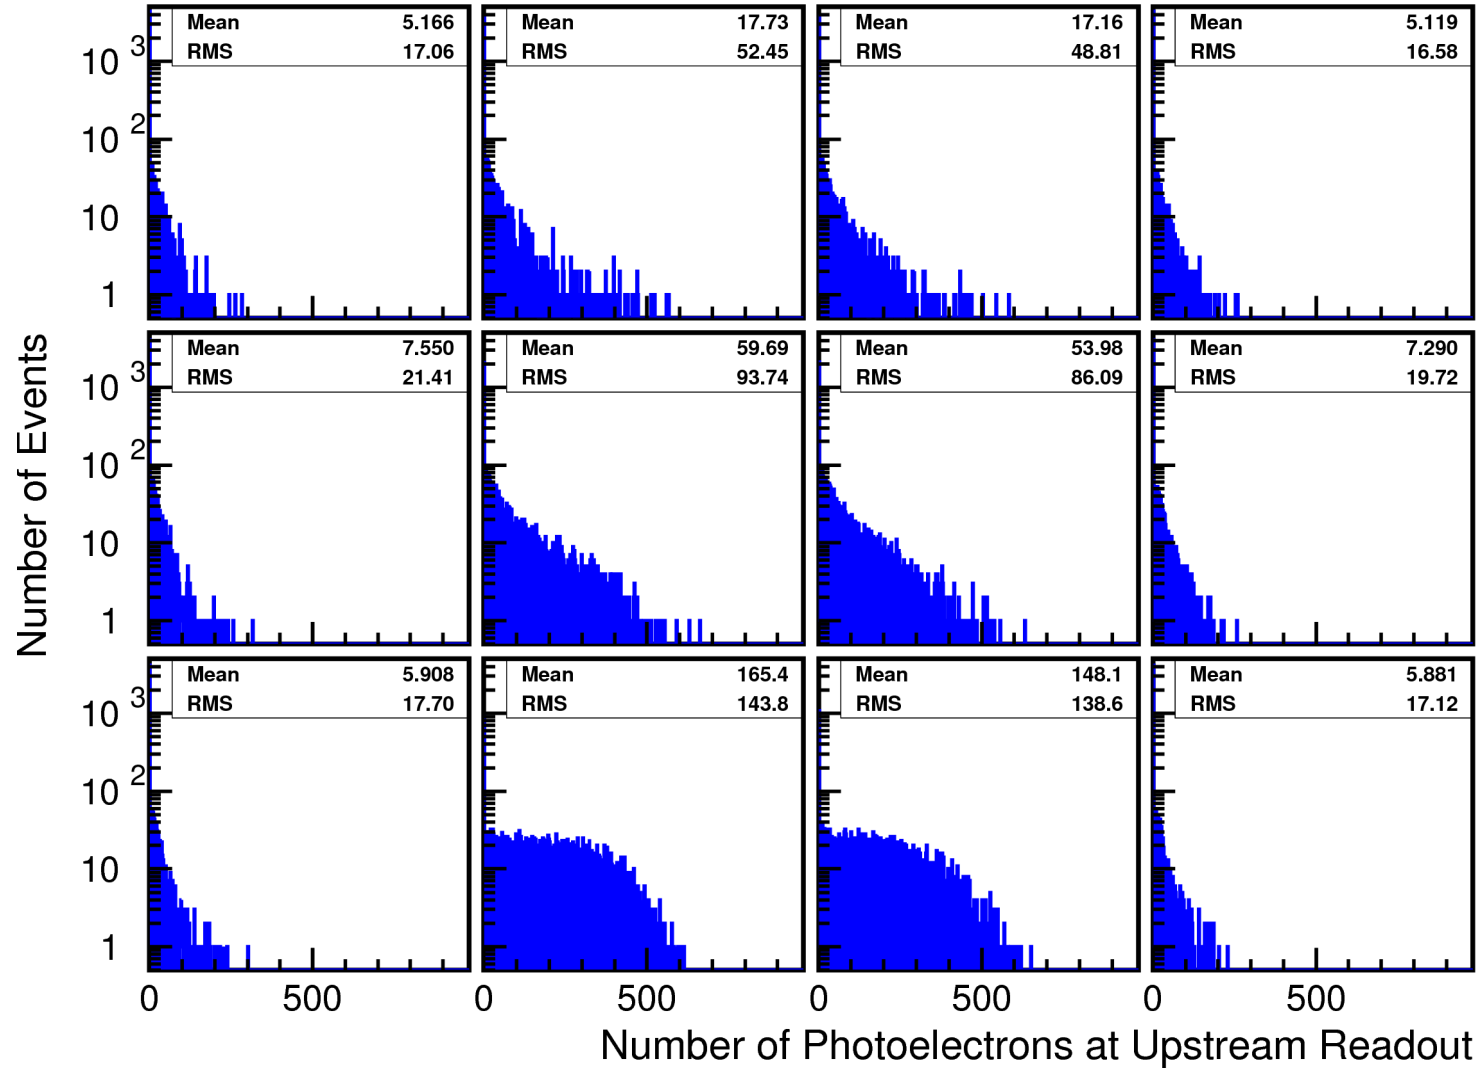 Mean 5.166 Mean 17.73 Mean 17.16 Mean 5.119
RMS 17.06 RMS 52.45 RMS 48.81 RMS 16.58
10 3
10 2
10
1
Mean 7.550 Mean 59.69 Mean 53.98 Mean 7.290
RMS 21.41 RMS 93.74 RMS 86.09 RMS 19.72
10 3
10 2
10
1
Number of Events
Mean 5.908 Mean 165.4 Mean 148.1 Mean 5.881
RMS 17.70 RMS 143.8 RMS 138.6 RMS 17.12
10 3
10 2
10
1
0 500 0 500 0 500 0 500
Number of Photoelectrons at Upstream Readout